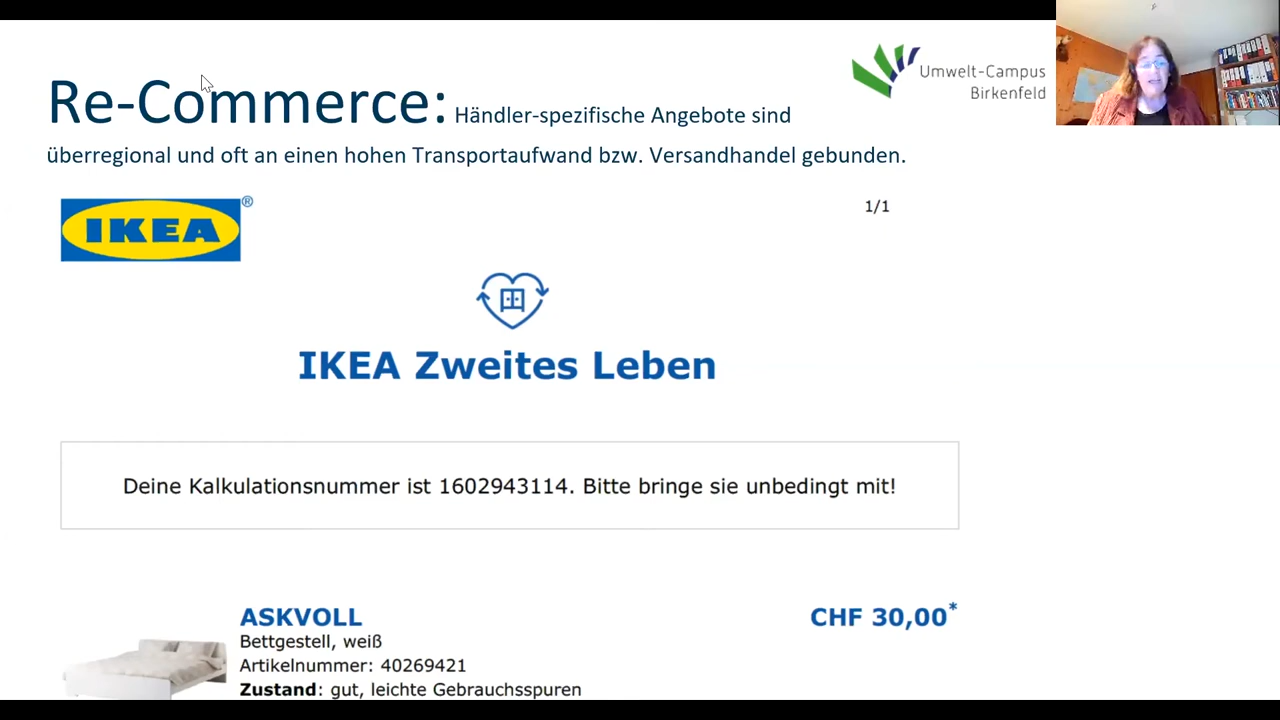 Re-Commerce: Händler-spezifische Angebote sind
überregional und oft an einen hohen Transportaufwand bzw. Versandhandel gebunden.
Umwelt-Campus
Birkenfeld
IKEA®
1/1
IKEA Zweites Leben
Deine Kalkulationsnummer ist 1602943114. Bitte bringe sie unbedingt mit!
ASKVOLL
CHF 30,00*
Bettgestell, weiß
Artikelnummer: 40269421
Zustand: gut, leichte Gebrauchsspuren